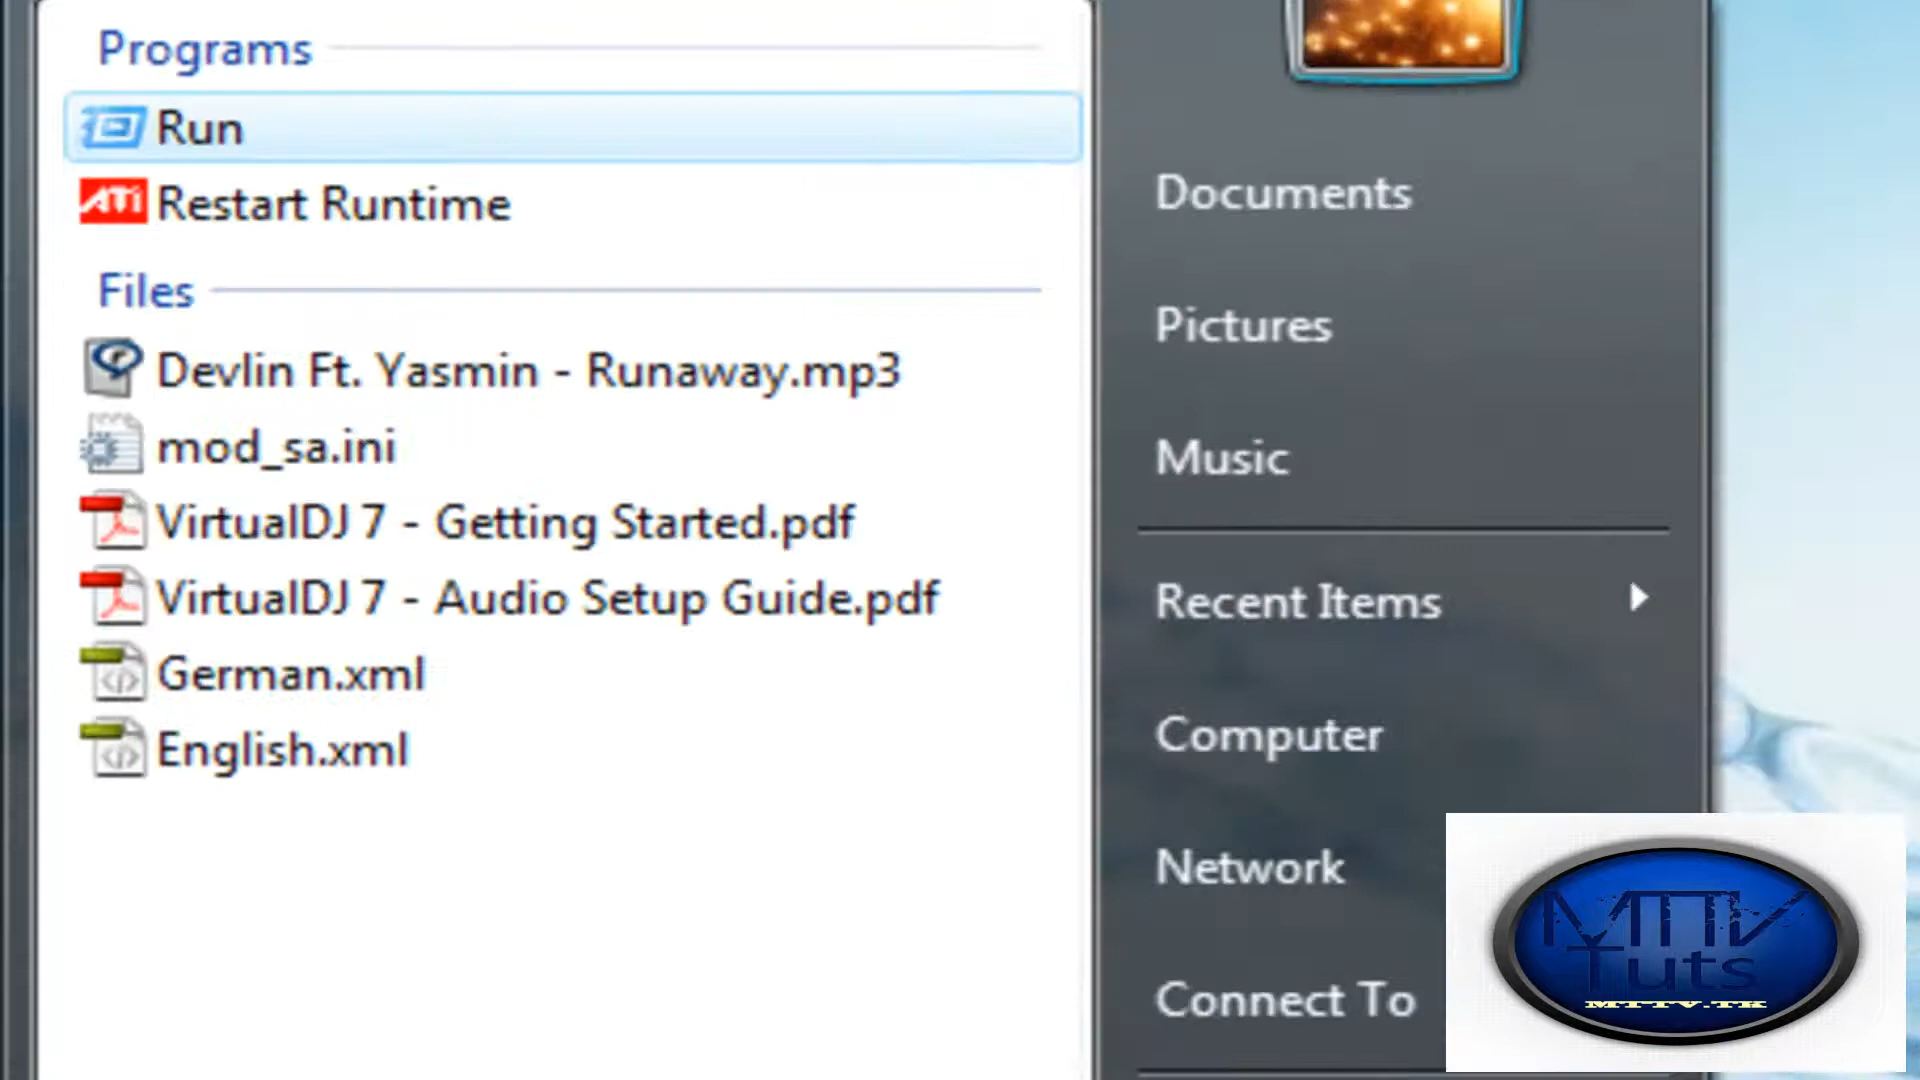 Programs
Run
ATi Restart Runtime
Files
Devlin Ft. Yasmin - Runaway.mp3
mod_sa.ini
VirtualDJ 7 - Getting Started.pdf
VirtualDJ 7 - Audio Setup Guide.pdf
German.xml
English.xml
Documents
Pictures
Music
Recent Items
Computer
Network
Connect To
Tuts
MTTV.TK